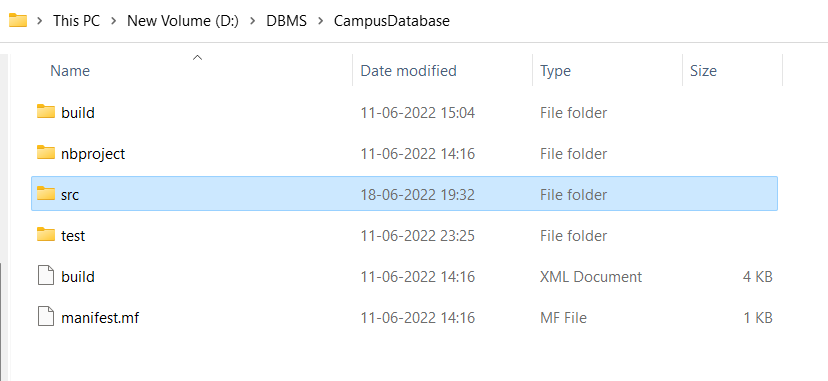 This PC > New Volume (D:) > DBMS > CampusDatabase
Name Date modified Type Size
build 11-06-2022 15:04 File folder
nbproject 11-06-2022 14:16 File folder
src 18-06-2022 19:32 File folder
test 11-06-2022 23:25 File folder
build 11-06-2022 14:16 XML Document 4 KB
manifest.mf 11-06-2022 14:16 MF File 1 KB